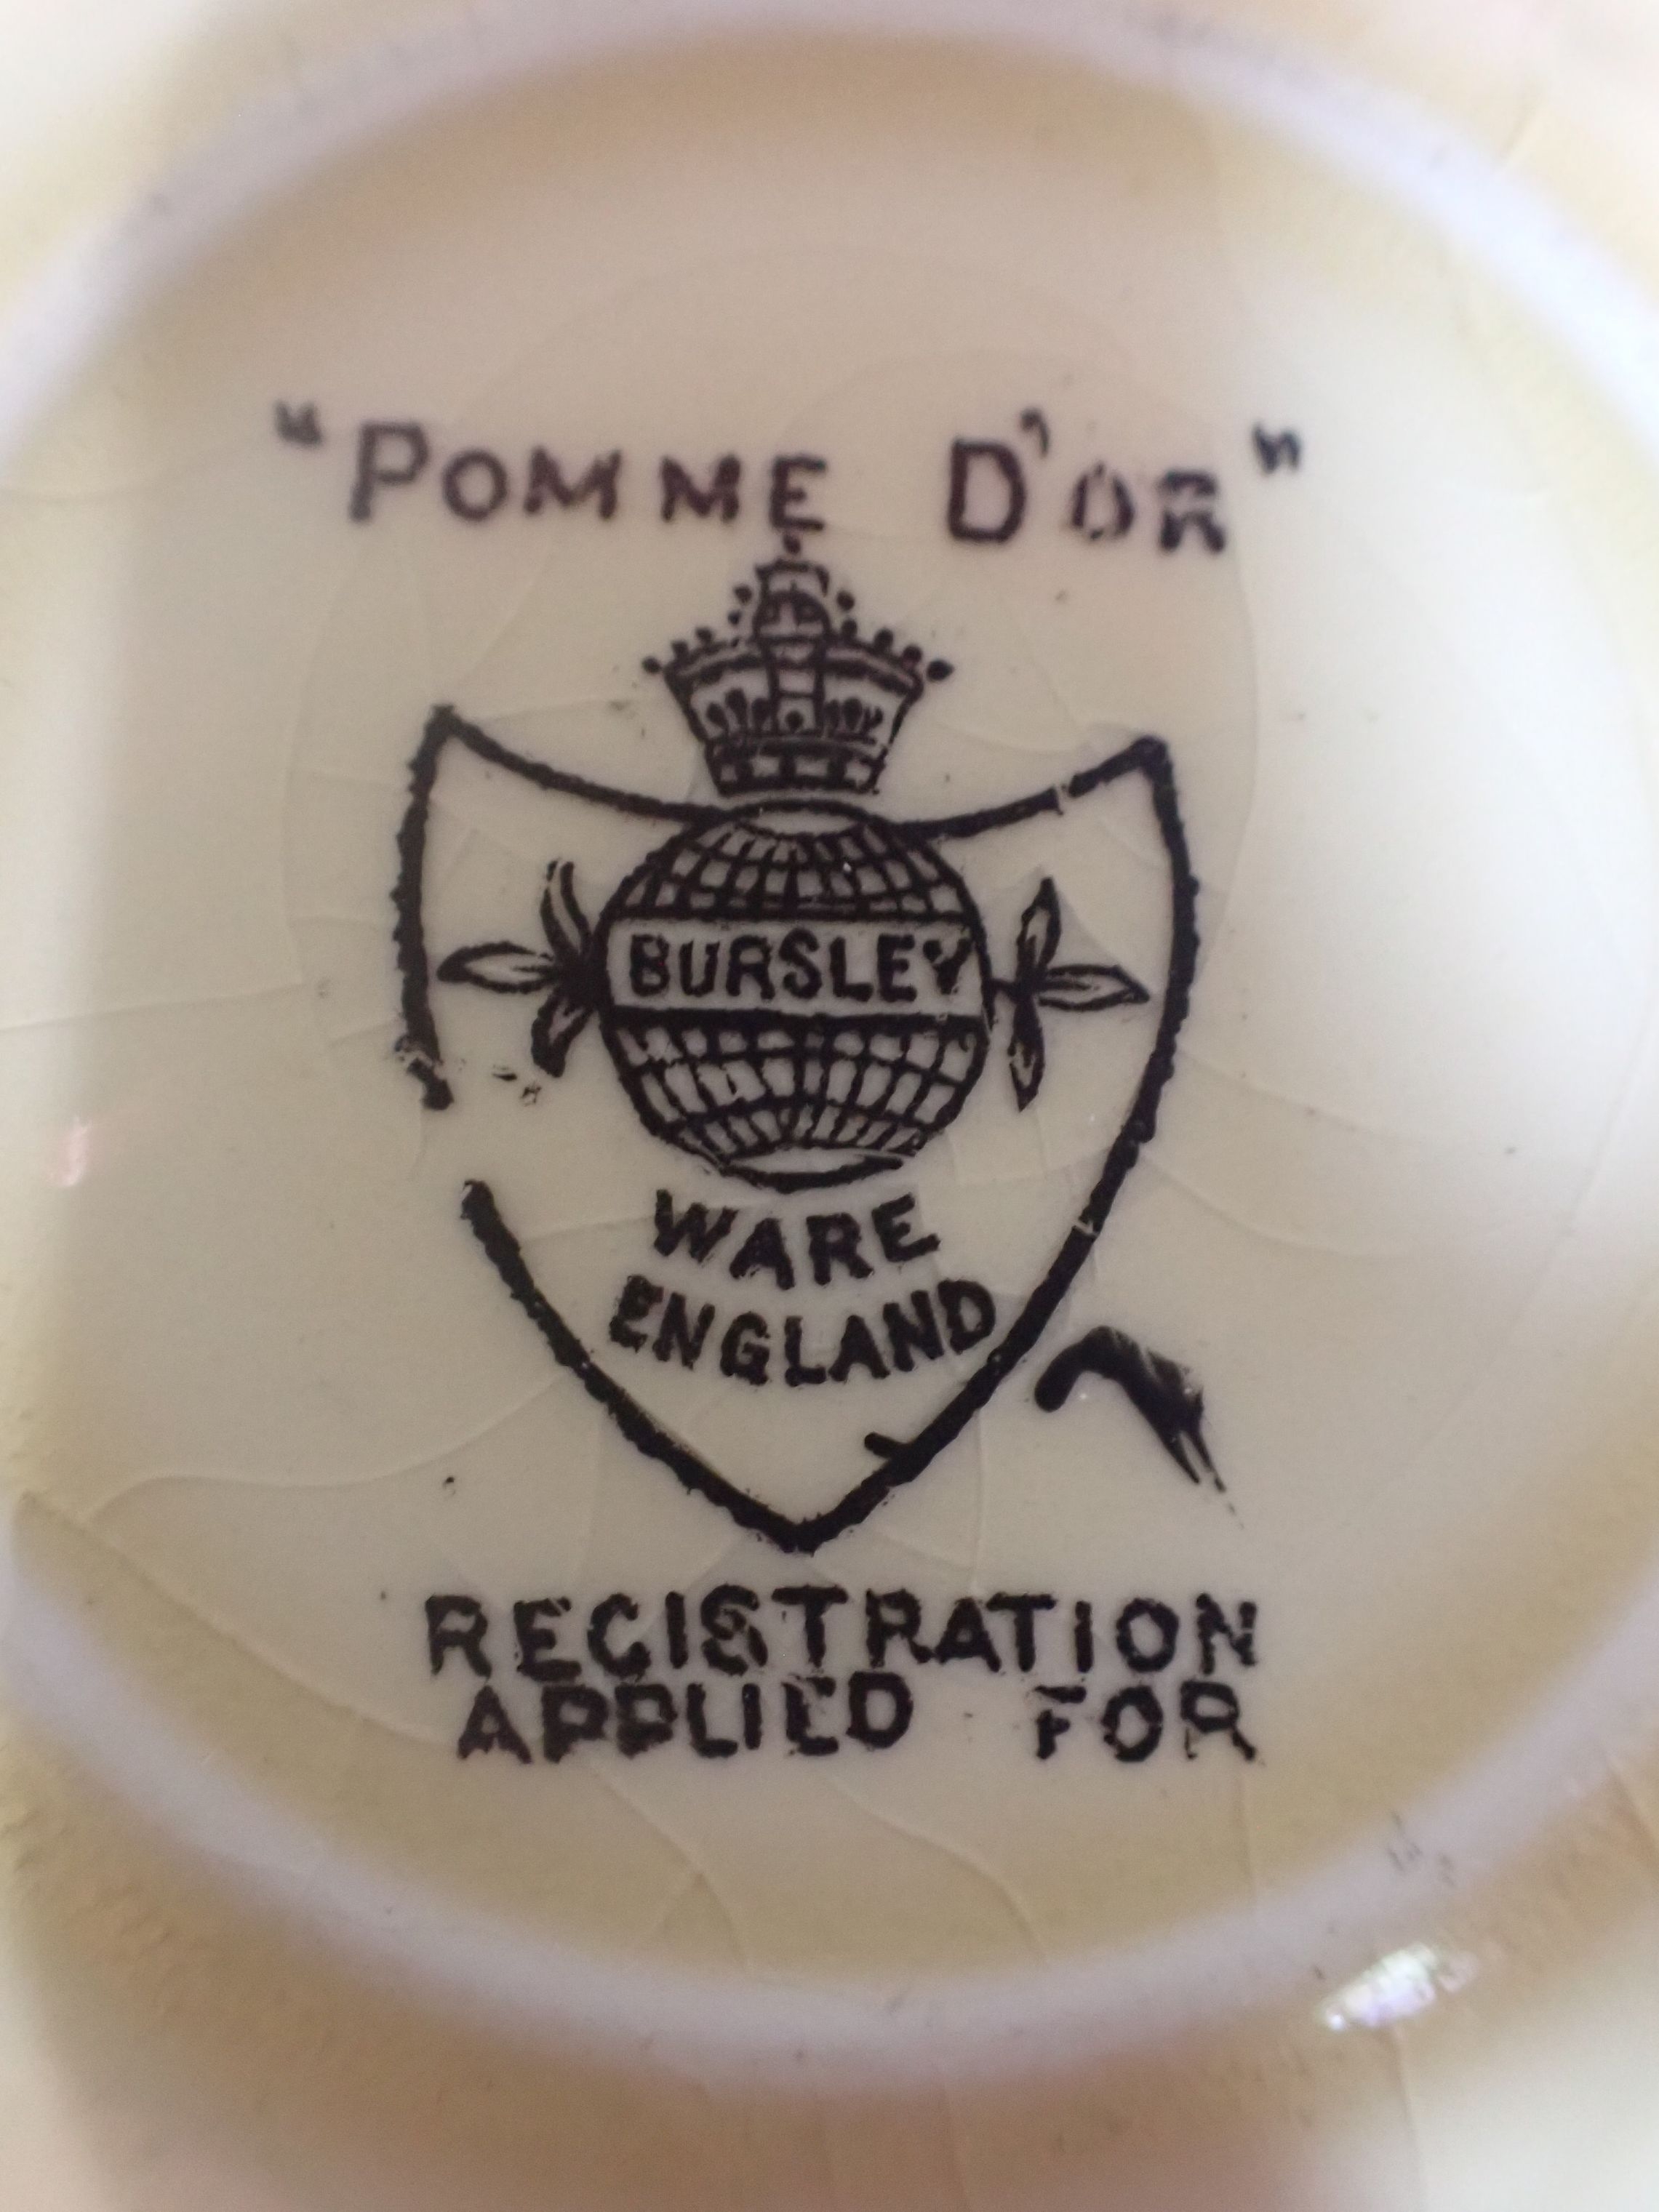 "POMME D'OR"
BURSLEY
WARE
ENGLAND
REGISTRATION
APPLIED FOR